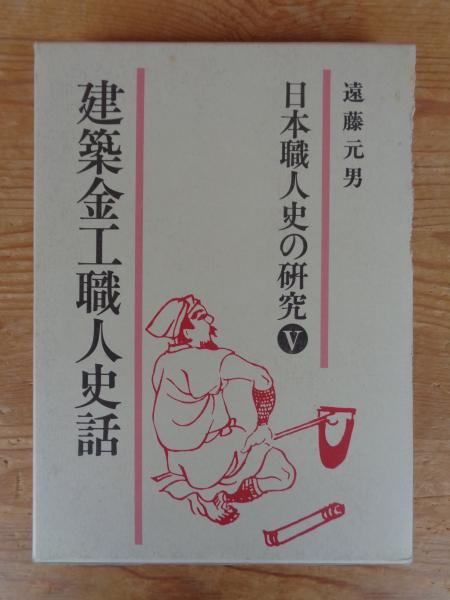 遠藤元男
日本職人史の研究Ⅴ
建築金工職人史話